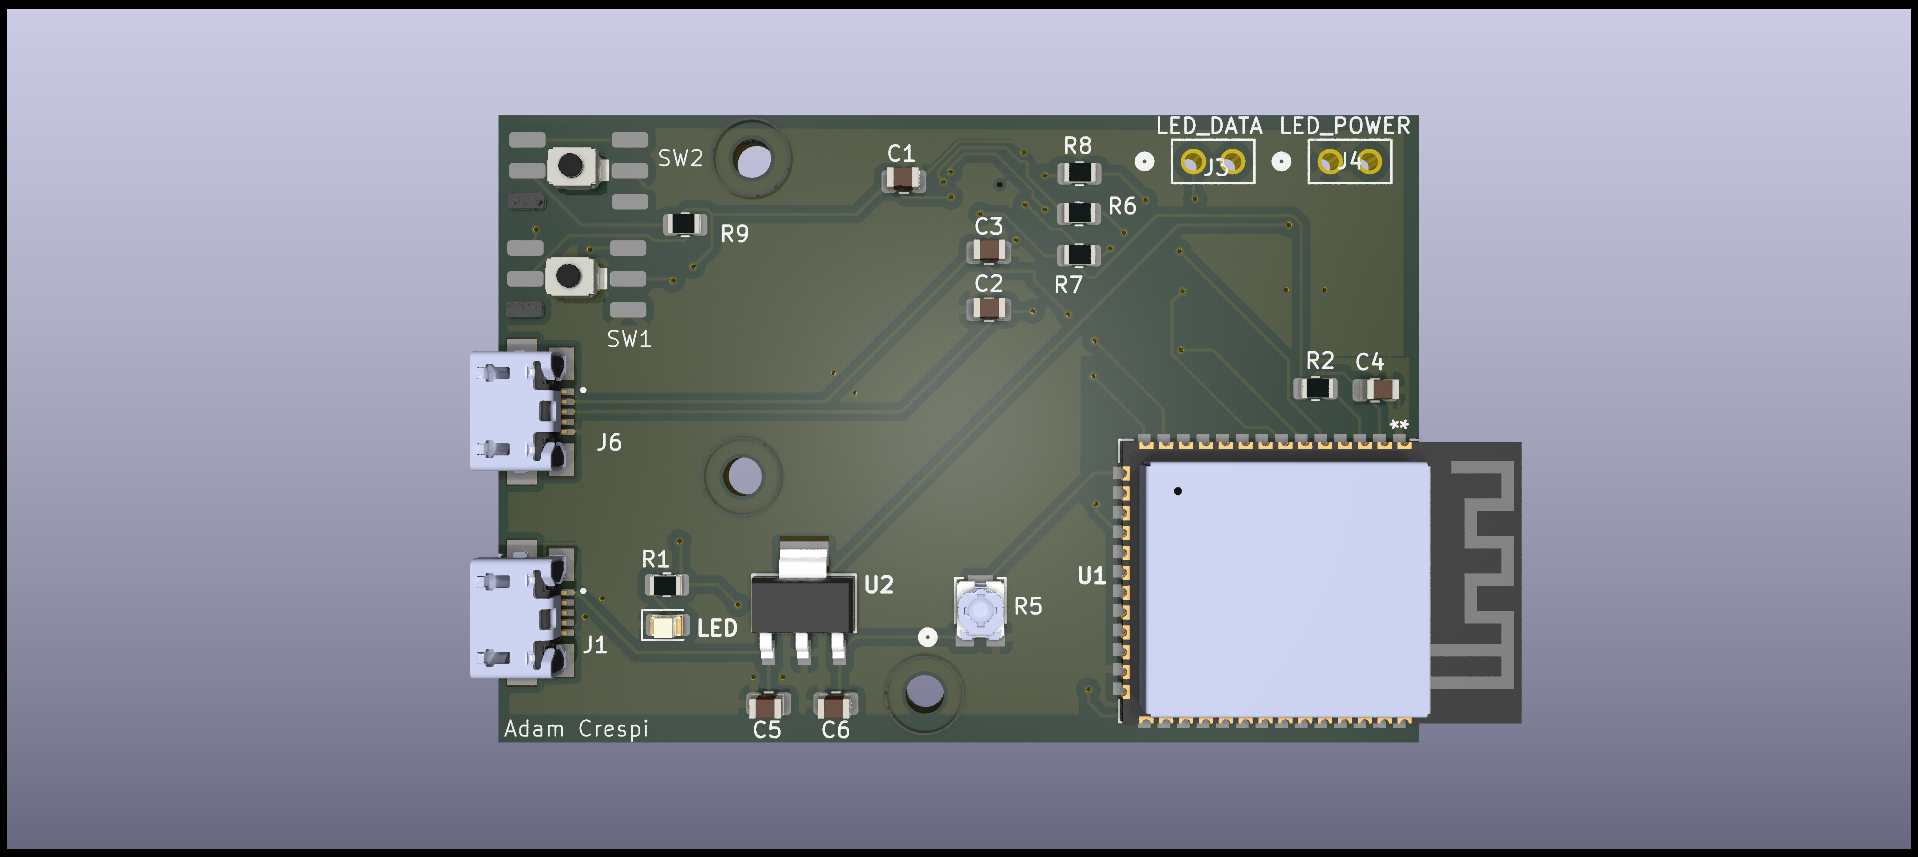 LED_DATA LED_POWER
R8
C1
SW2
J3
J4
R6
R9
C3
C2
R7
SW1
R2
C4
**
J6
R1
U2
U1
R5
LED
J1
Adam Crespi
C5
C6